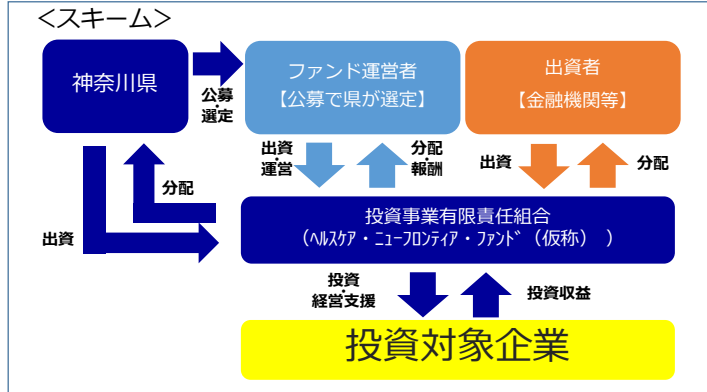 <スキーム>
神奈川県
公募・
選定
ファンド運営者
【公募で県が選定】
出資者
【金融機関等】
出資・
運営
分配・
報酬
出資
分配
分配
出資
投資事業有限責任組合
(ﾍﾙｽｹｱ・ﾆｭｰﾌﾛﾝﾃｨｱ・ﾌｧﾝﾄﾞ(仮称) )
投資・
経営支援
投資収益
投資対象企業